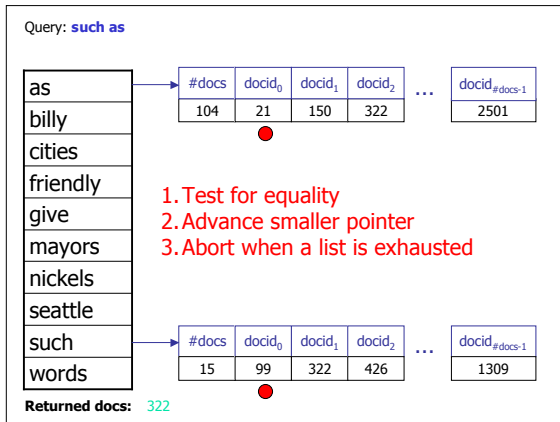 Query: such as
as
#docs docid0 docid1 docid2 ... docid#docs-1
104 21 150 322 2501
billy
cities
friendly
give
mayors
nickels
seattle
such
words
1. Test for equality
2. Advance smaller pointer
3. Abort when a list is exhausted
#docs docid0 docid1 docid2 ... docid#docs-1
15 99 322 426 1309
Returned docs: 322